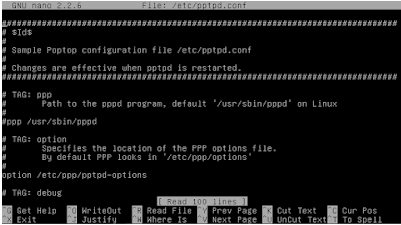 GNU nano 2.2.6 File: /etc/pptpd.conf
###############################################################################
# $Id$
#
# Sample Poptop configuration file /etc/pptpd.conf
#
# Changes are effective when pptpd is restarted.
###############################################################################
# TAG: ppp
# Path to the pppd program, default '/usr/sbin/pppd' on Linux
#
#ppp /usr/sbin/pppd
# TAG: option
# Specifies the location of the PPP options file.
# By default PPP looks in '/etc/ppp/options'
#
option /etc/ppp/pptpd-options
# TAG: debug
[ Read 100 lines ]
^G Get Help ^O WriteOut ^R Read File ^Y Prev Page ^K Cut Text ^C Cur Pos
^X Exit ^J Justify ^W Where Is ^V Next Page ^U UnCut Text ^T To Spell